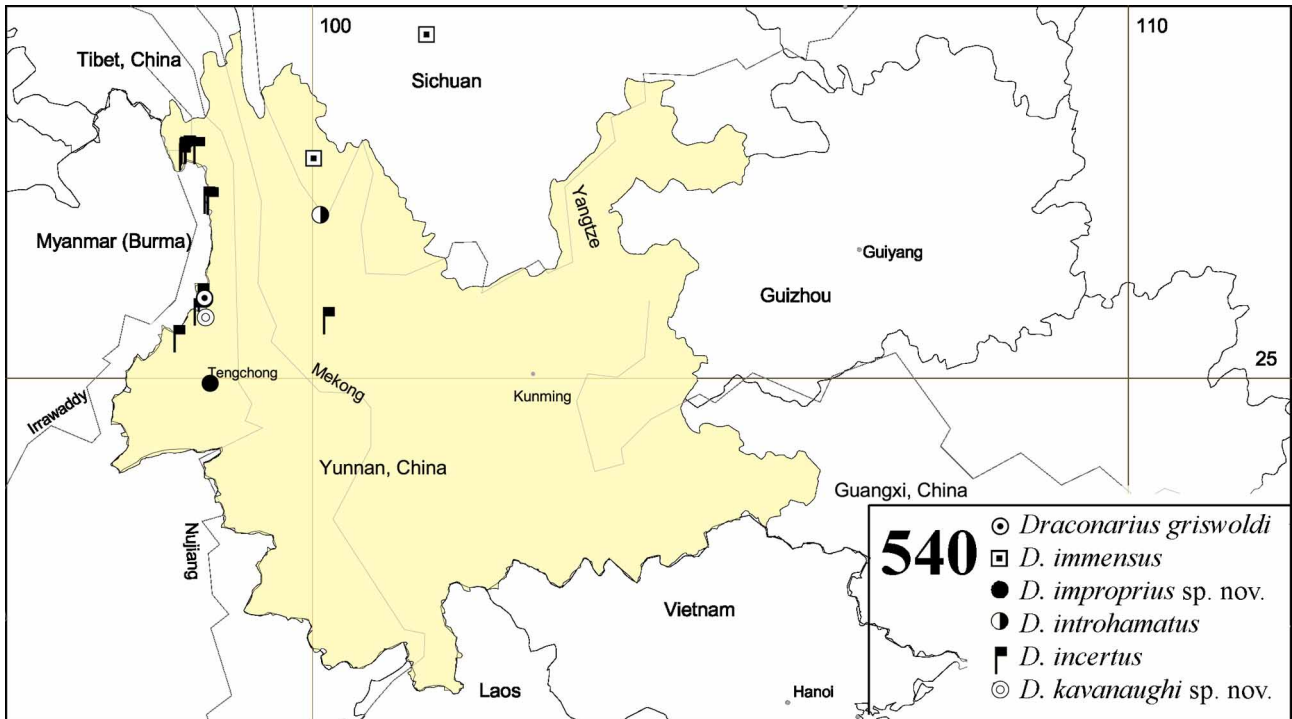 100
110
Tibet, China
Sichuan
Yangtze
Myanmar (Burma)
Guiyang
Guizhou
25
Tengchong
Mekong
Kunming
Irrawaddy
Yunnan, China
Guangxi, China
Nujiang
Vietnam
Laos
Hanoi
540
Draconarius griswoldi
D. immensus
D. improprius sp. nov.
D. introhamatus
D. incertus
D. kavanaughi sp. nov.